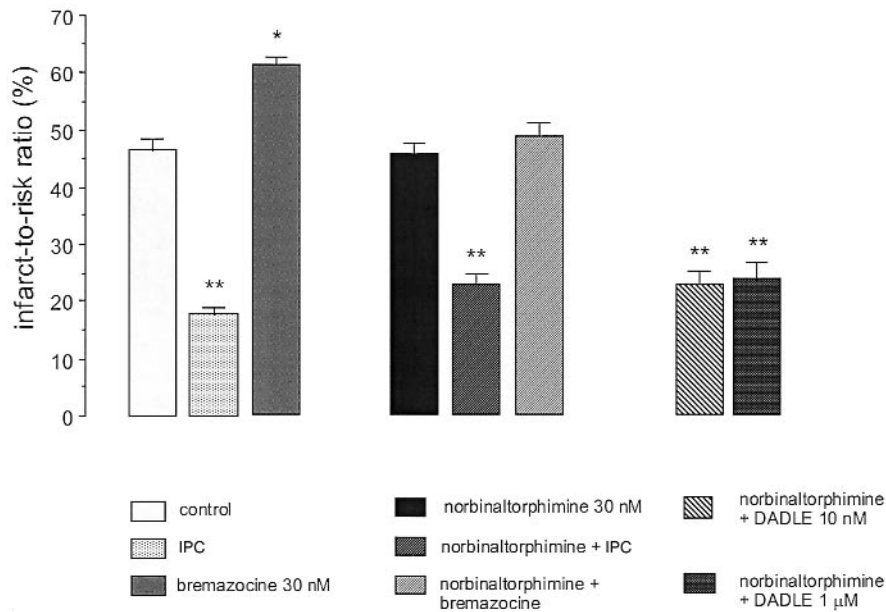 infarct-to-risk ratio (%)
70
60
50
40
30
20
10
0
*
**
**
**
**
control
IPC
bremazocine 30 nM
norbinaltorphimine 30 nM
norbinaltorphimine + IPC
norbinaltorphimine +
bremazocine
norbinaltorphimine
+ DADLE 10 nM
norbinaltorphimine
+ DADLE 1 µM